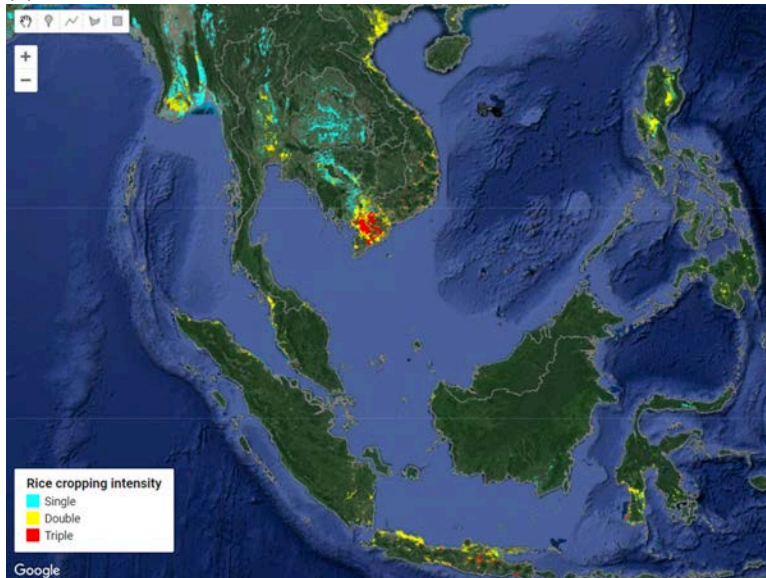 +
−
Rice cropping intensity
Single
Double
Triple
Google